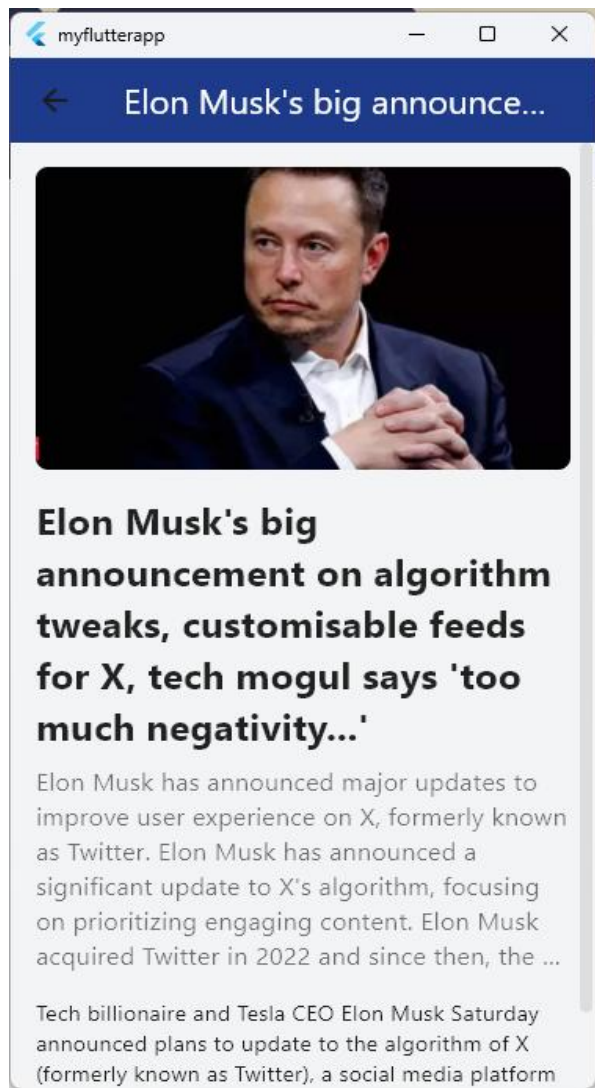 myflutterapp
Elon Musk's big announce...
Elon Musk's big
announcement on algorithm
tweaks, customisable feeds
for X, tech mogul says 'too
much negativity...'
Elon Musk has announced major updates to
improve user experience on X, formerly known
as Twitter. Elon Musk has announced a
significant update to X's algorithm, focusing
on prioritizing engaging content. Elon Musk
acquired Twitter in 2022 and since then, the ...
Tech billionaire and Tesla CEO Elon Musk Saturday
announced plans to update to the algorithm of X
(formerly known as Twitter), a social media platform